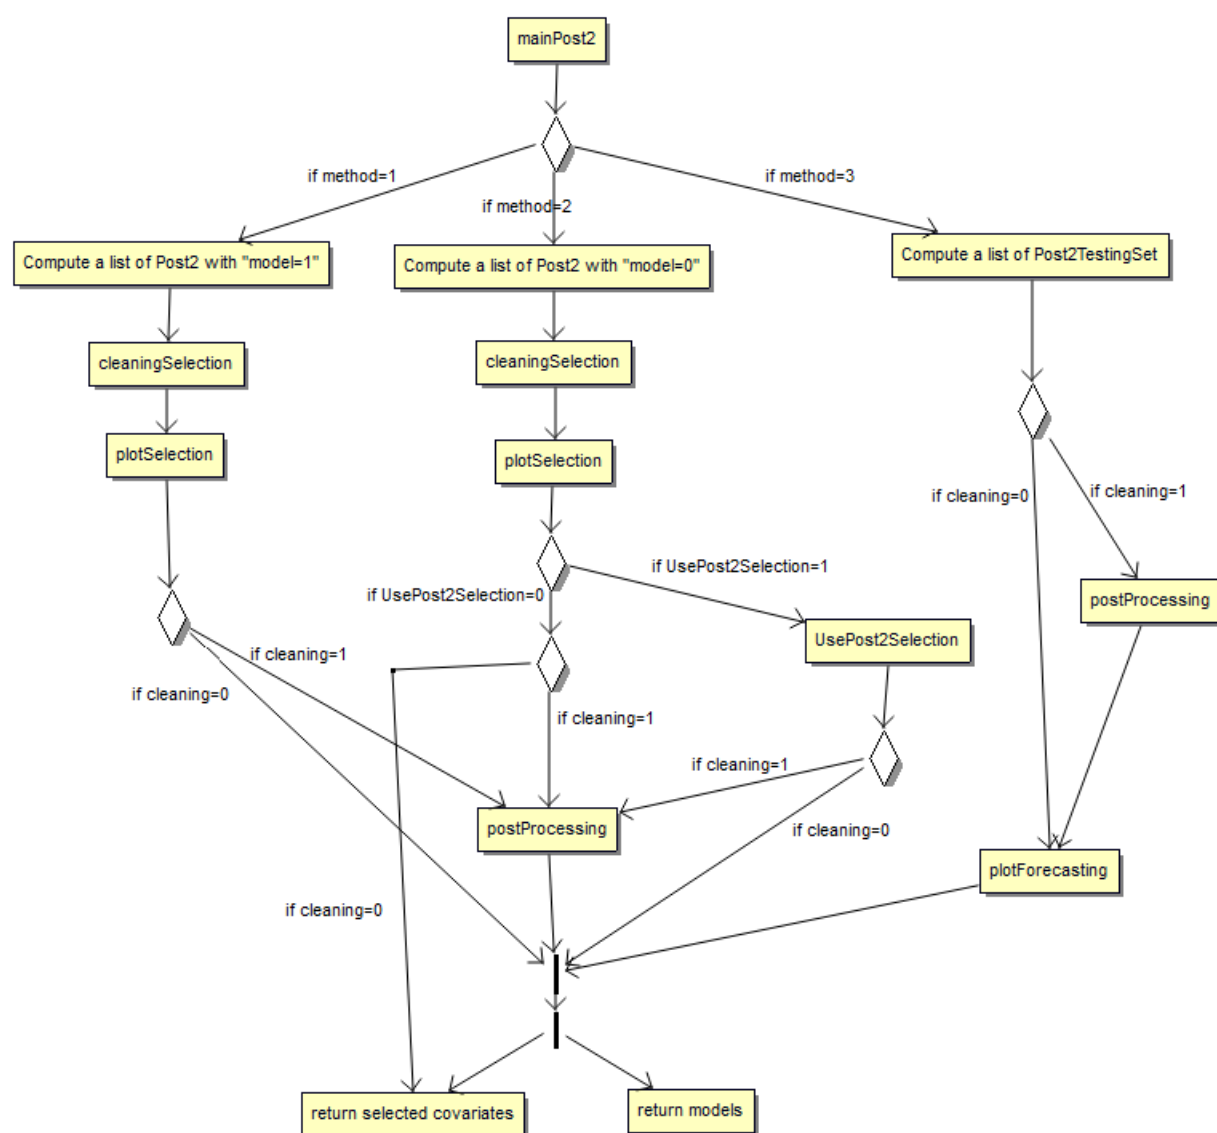 mainPost2
if method=1
if method=3
if method=2
Compute a list of Post2 with "model=1"
Compute a list of Post2 with "model=0"
Compute a list of Post2TestingSet
cleaningSelection
cleaningSelection
plotSelection
plotSelection
if cleaning=0
if cleaning=1
if UsePost2Selection=1
if UsePost2Selection=0
postProcessing
UsePost2Selection
if cleaning=1
if cleaning=0
if cleaning=1
if cleaning=1
postProcessing
if cleaning=0
plotForecasting
if cleaning=0
return selected covariates
return models